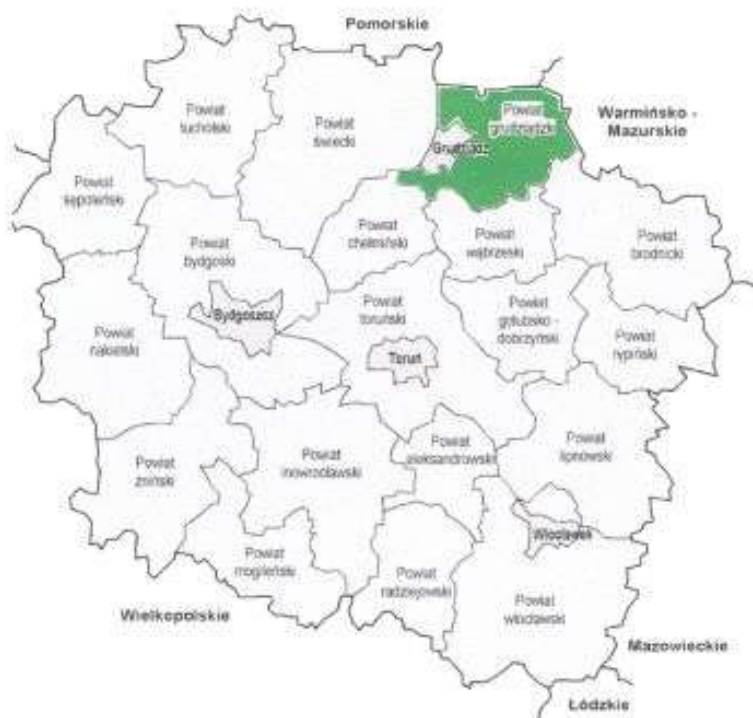 Pomorskie
Powiat
tucholski
Powiat
świecki
Powiat
grudziądzki
Warmińsko -
Mazurskie
Grudziądz
Powiat
sępoleński
Powiat
chełmiński
Powiat
wąbrzeski
Powiat
brodnicki
Powiat
bydgoski
Bydgoszcz
Powiat
toruński
Powiat
golubsko -
dobrzyński
Powiat
nakielski
Toruń
Powiat
rypiński
Powiat
aleksandrowski
Powiat
lipnowski
Powiat
żniński
Powiat
inowrocławski
Włocławek
Powiat
mogileński
Powiat
radziejowski
Powiat
włocławski
Wielkopolskie
Mazowieckie
Łódzkie